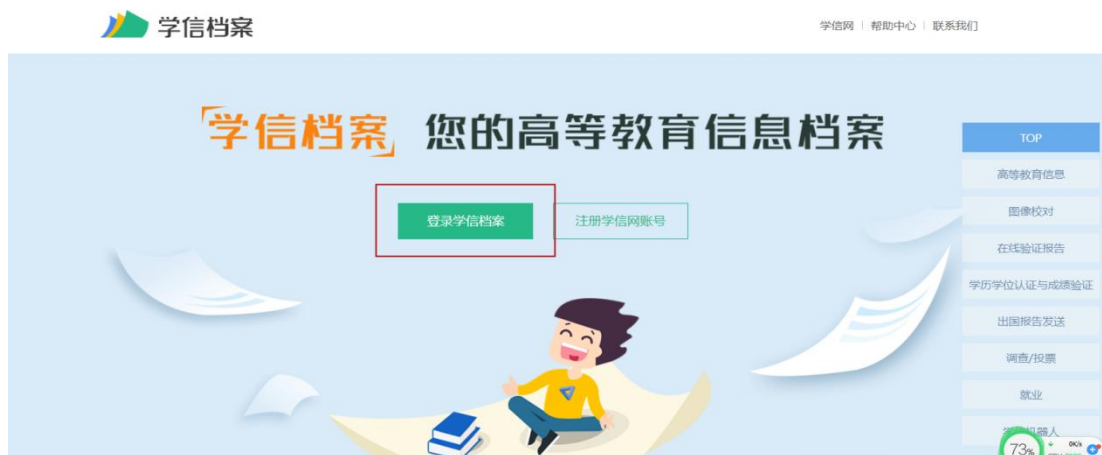 学信档案
学信网 | 帮助中心 | 联系我们
学信档案 您的高等教育信息档案
登录学信档案
注册学信网账号
TOP
高等教育信息
图像校对
在线验证报告
学历学位认证与成绩验证
出国报告发送
调查/投票
就业
机器人
73%
0K/s